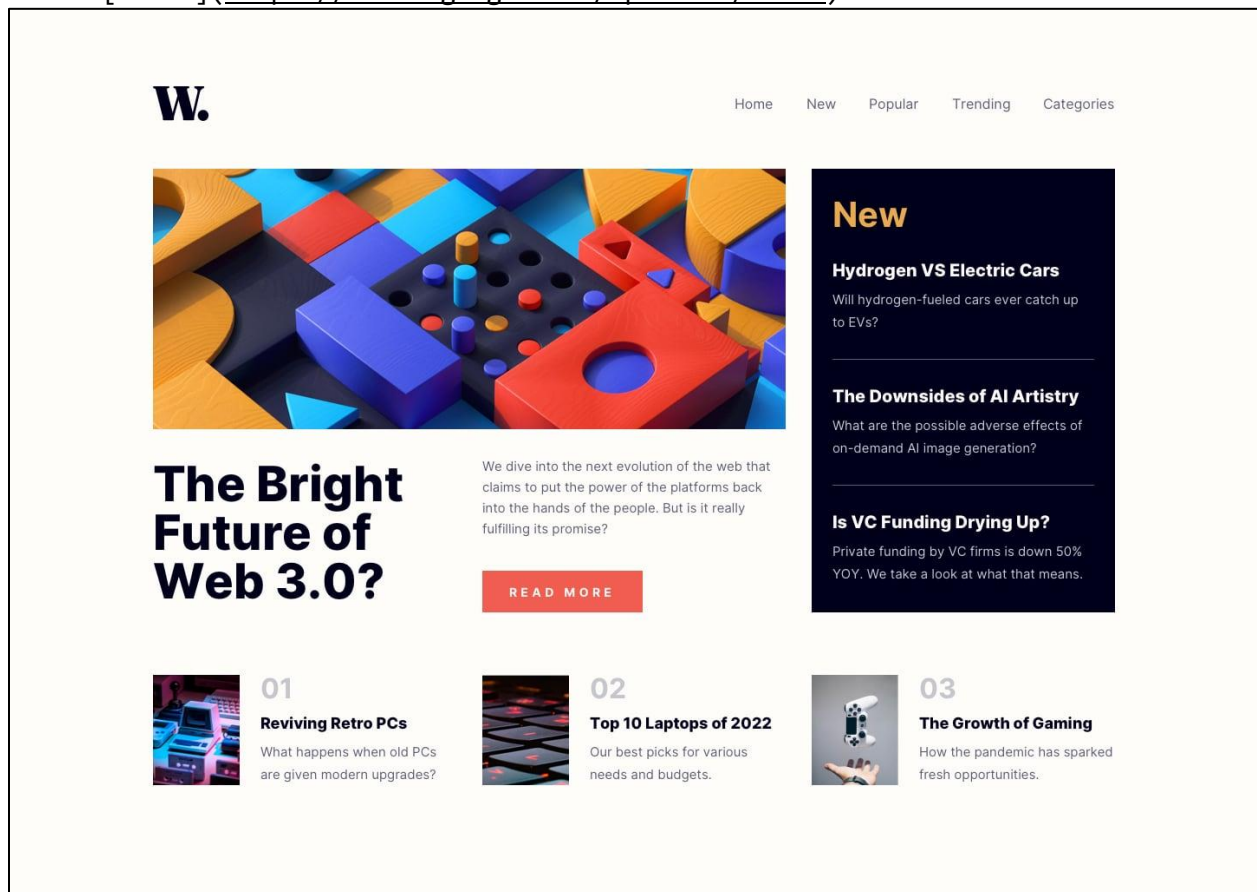 W.
Home New Popular Trending Categories
New
Hydrogen VS Electric Cars
Will hydrogen-fueled cars ever catch up
to EVs?
The Downsides of AI Artistry
What are the possible adverse effects of
on-demand AI image generation?
Is VC Funding Drying Up?
Private funding by VC firms is down 50%
YOY. We take a look at what that means.
The Bright
Future of
Web 3.0?
We dive into the next evolution of the web that
claims to put the power of the platforms back
into the hands of the people. But is it really
fulfilling its promise?
READ MORE
01
Reviving Retro PCs
What happens when old PCs
are given modern upgrades?
02
Top 10 Laptops of 2022
Our best picks for various
needs and budgets.
03
The Growth of Gaming
How the pandemic has sparked
fresh opportunities.